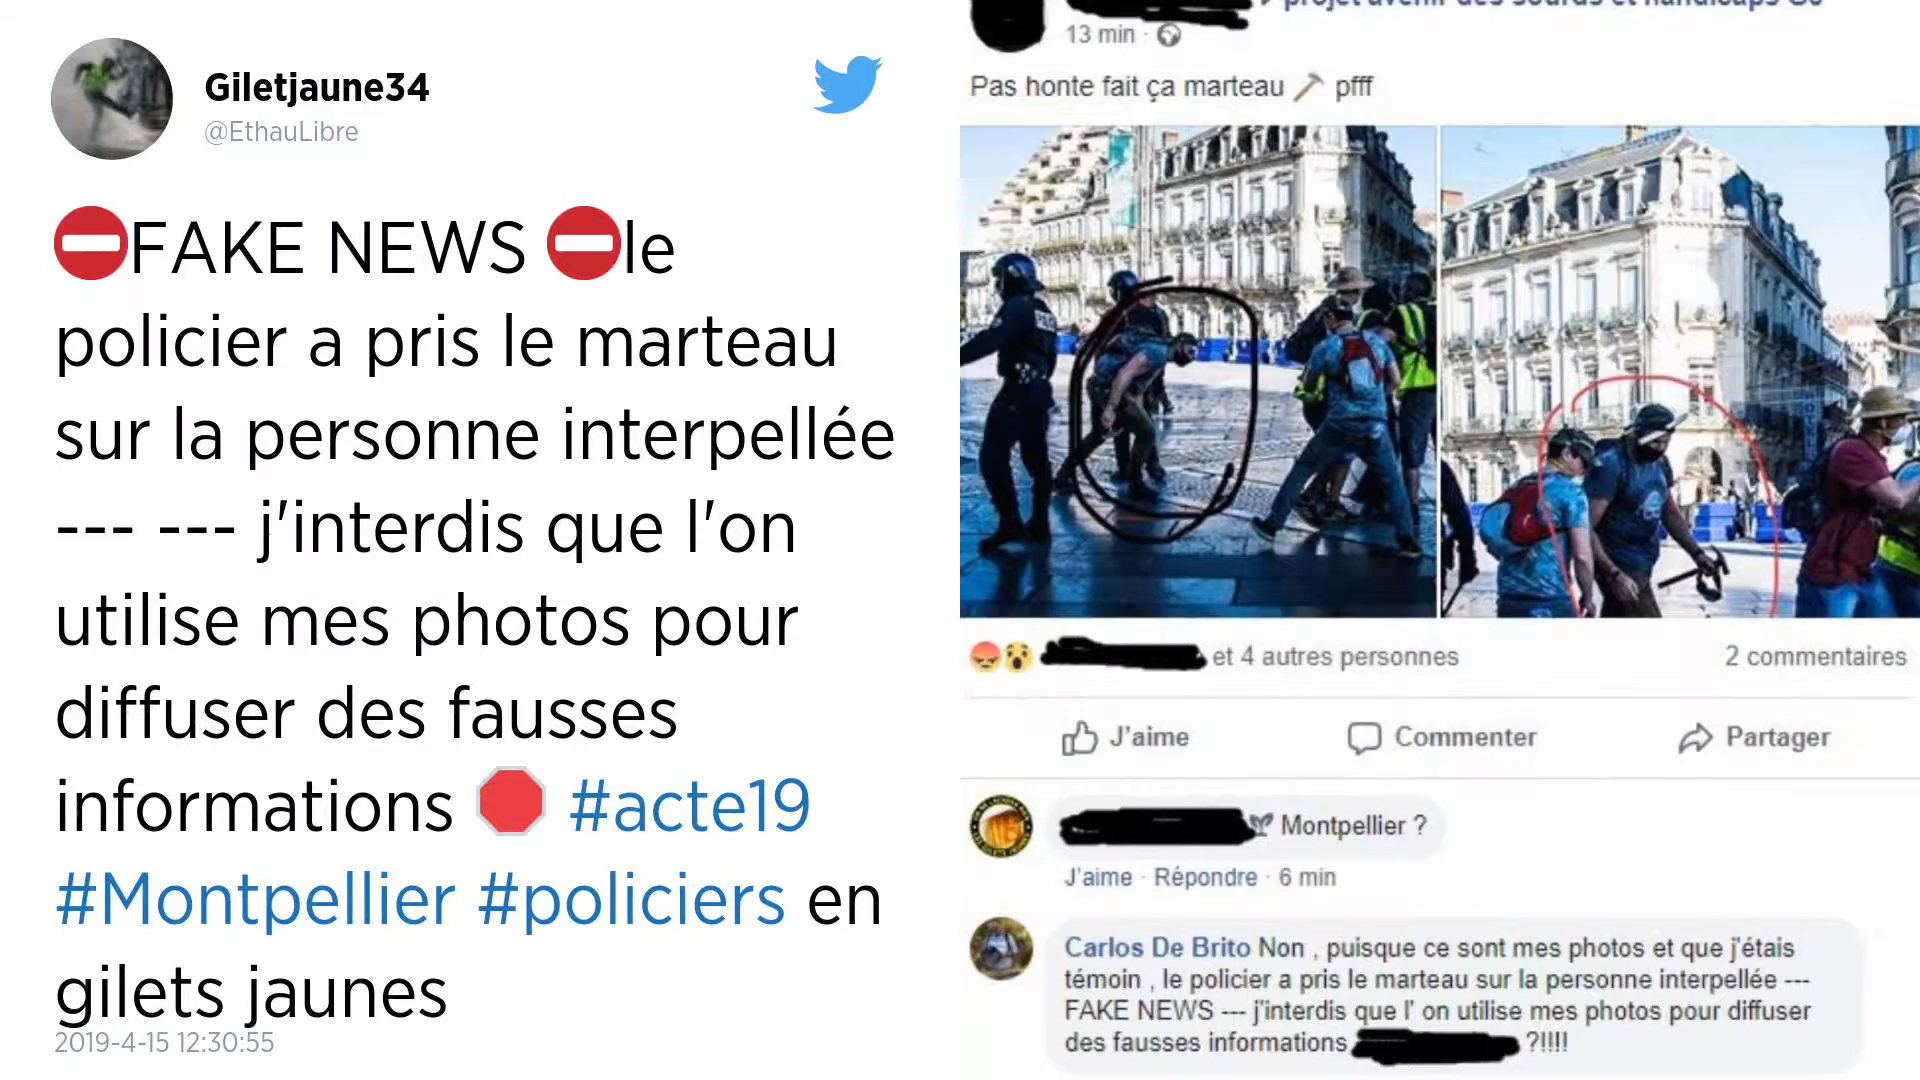 Giletjaune34
@EthauLibre
⛔FAKE NEWS ⛔le
policier a pris le marteau
sur la personne interpellée
--- --- j'interdis que l'on
utilise mes photos pour
diffuser des fausses
informations 🛑 #acte19
#Montpellier #policiers en
gilets jaunes
2019-4-15 12:30:55
projet avenir des sourds et handicaps
13 min ·
Pas honte fait ça marteau 🔨 pfff
et 4 autres personnes
2 commentaires
J'aime
Commenter
Partager
Montpellier ?
J'aime · Répondre · 6 min
Carlos De Brito Non , puisque ce sont mes photos et que j'étais
témoin , le policier a pris le marteau sur la personne interpellée ---
FAKE NEWS --- j'interdis que l' on utilise mes photos pour diffuser
des fausses informations ?!!!!